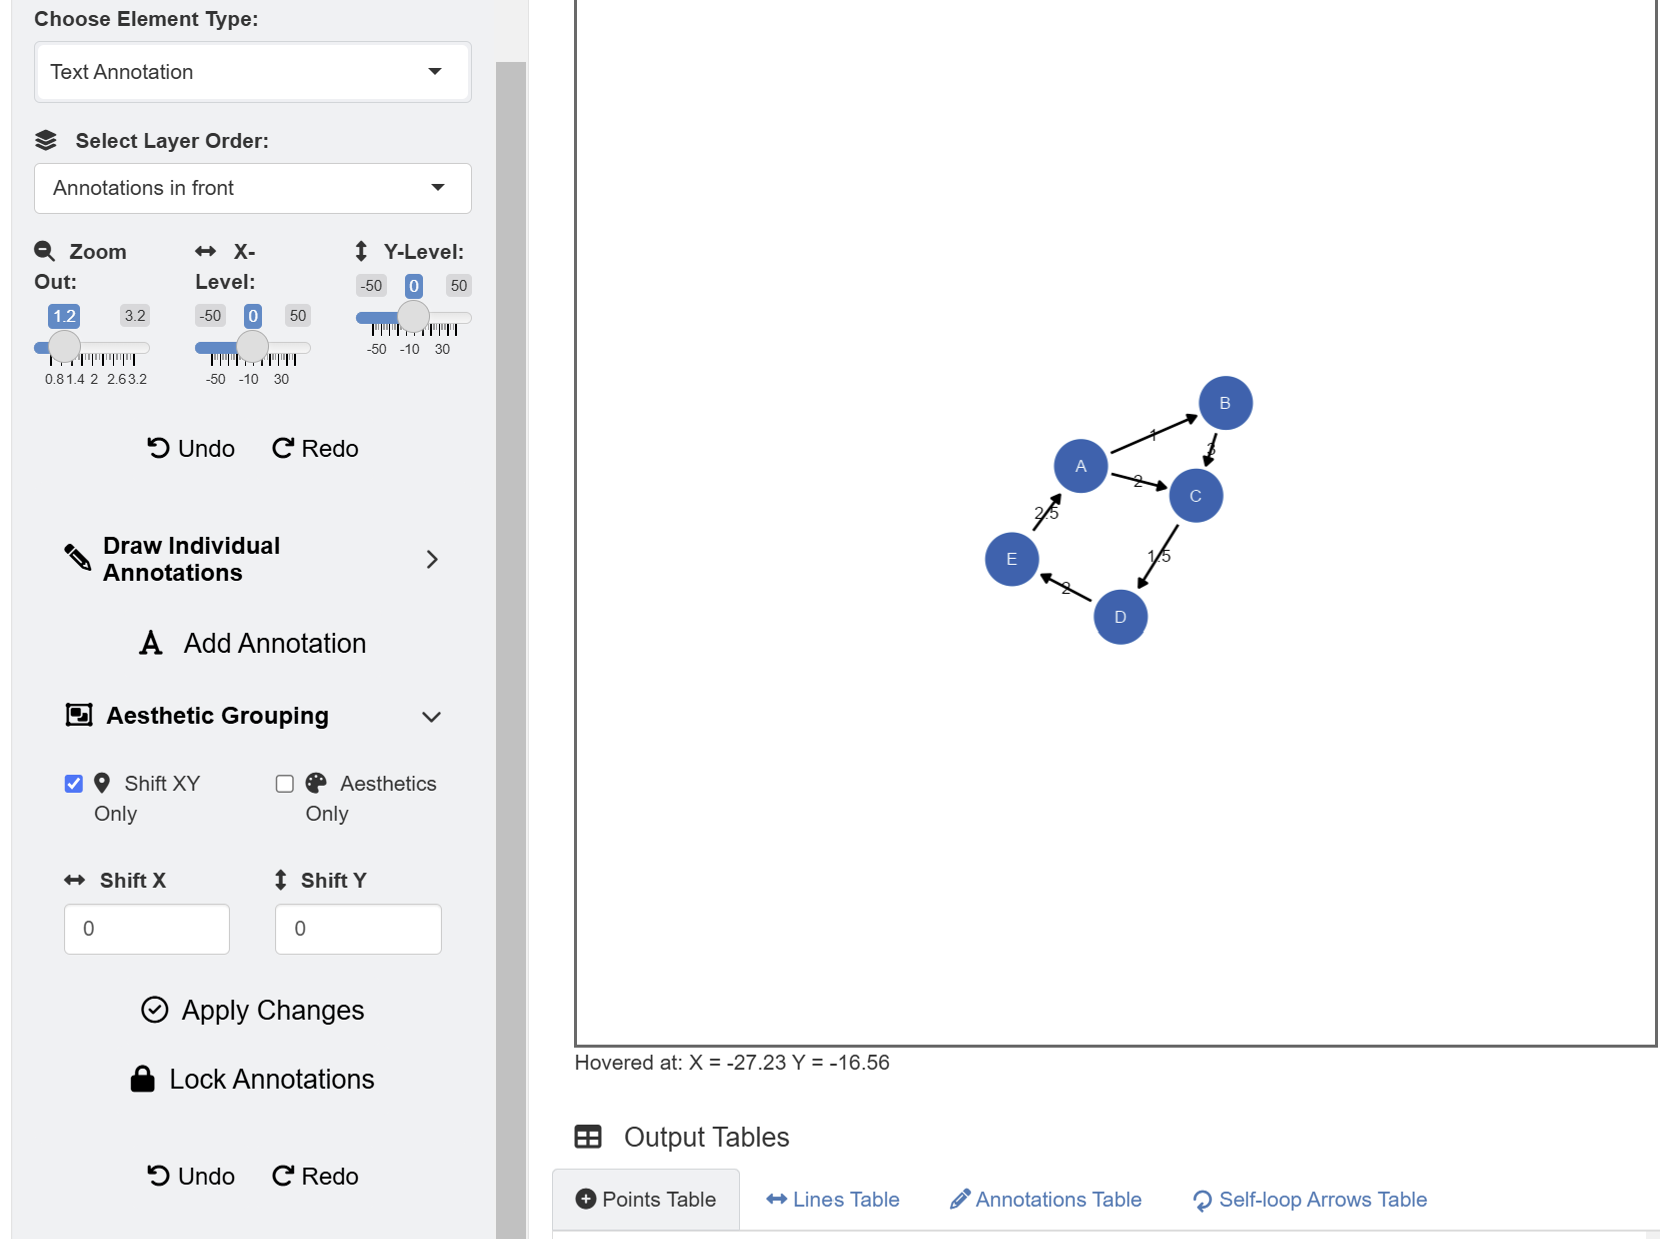 Choose Element Type:
Text Annotation
Select Layer Order:
Annotations in front
Zoom Out:
1.2 3.2
0.8 1.4 2 2.6 3.2
X-Level:
-50 0 50
-50 -10 30
Y-Level:
-50 0 50
-50 -10 30
Undo Redo
Draw Individual
Annotations
Add Annotation
Aesthetic Grouping
Shift XY
Only
Aesthetics
Only
Shift X Shift Y
0 0
Apply Changes
Lock Annotations
Undo Redo
B
1
3
A
2
C
2.5
E
1.5
2
D
Hovered at: X = -27.23 Y = -16.56
Output Tables
Points Table Lines Table Annotations Table Self-loop Arrows Table